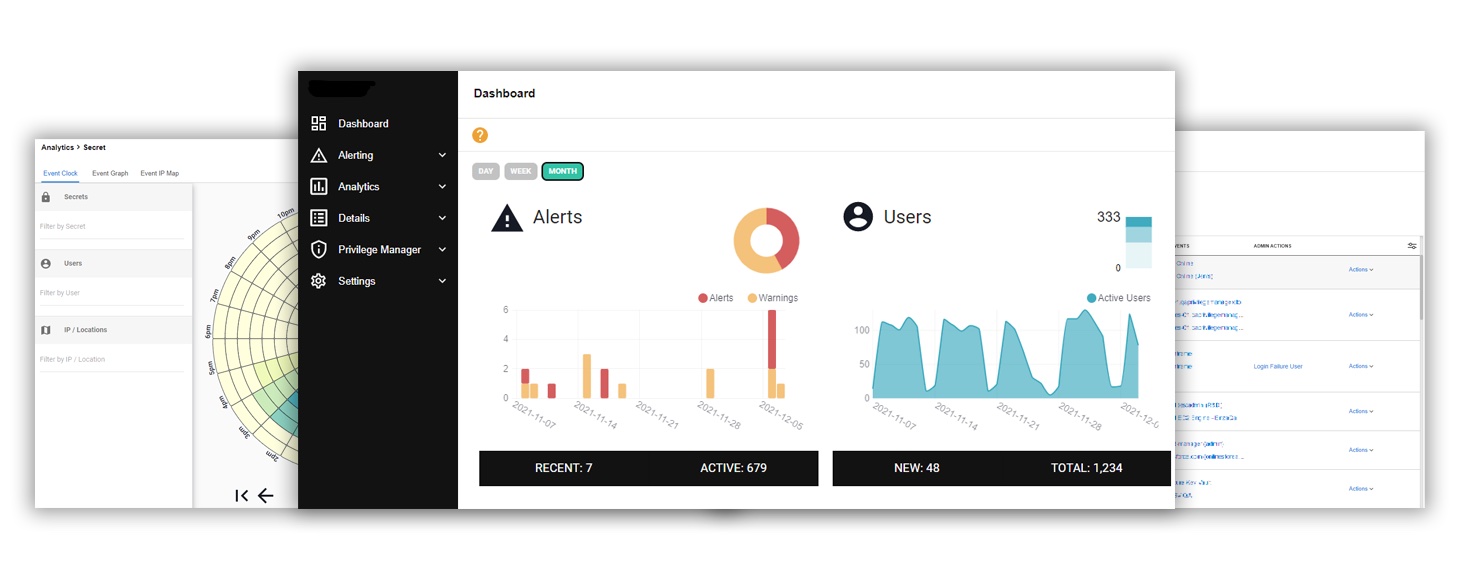 Analytics > Secret
Event Clock Event Graph Event IP Map
Secrets
Filter by Secret
Users
Filter by User
IP / Locations
Filter by IP / Location
10pm
9pm
8pm
7pm
6pm
5pm
4pm
3pm
2pm
Dashboard
Alerting
Analytics
Details
Privilege Manager
Settings
Dashboard
?
DAY WEEK MONTH
Alerts
Alerts Warnings
6
4
2
0
2021-11-07 2021-11-14 2021-11-21 2021-11-28 2021-12-05
RECENT: 7 ACTIVE: 679
Users
333
0
Active Users
100
50
0
2021-11-07 2021-11-14 2021-11-21 2021-11-28
NEW: 48 TOTAL: 1,234
ADMIN ACTIONS
Actions
Actions
Login Failure User Actions
Actions
Actions
Actions